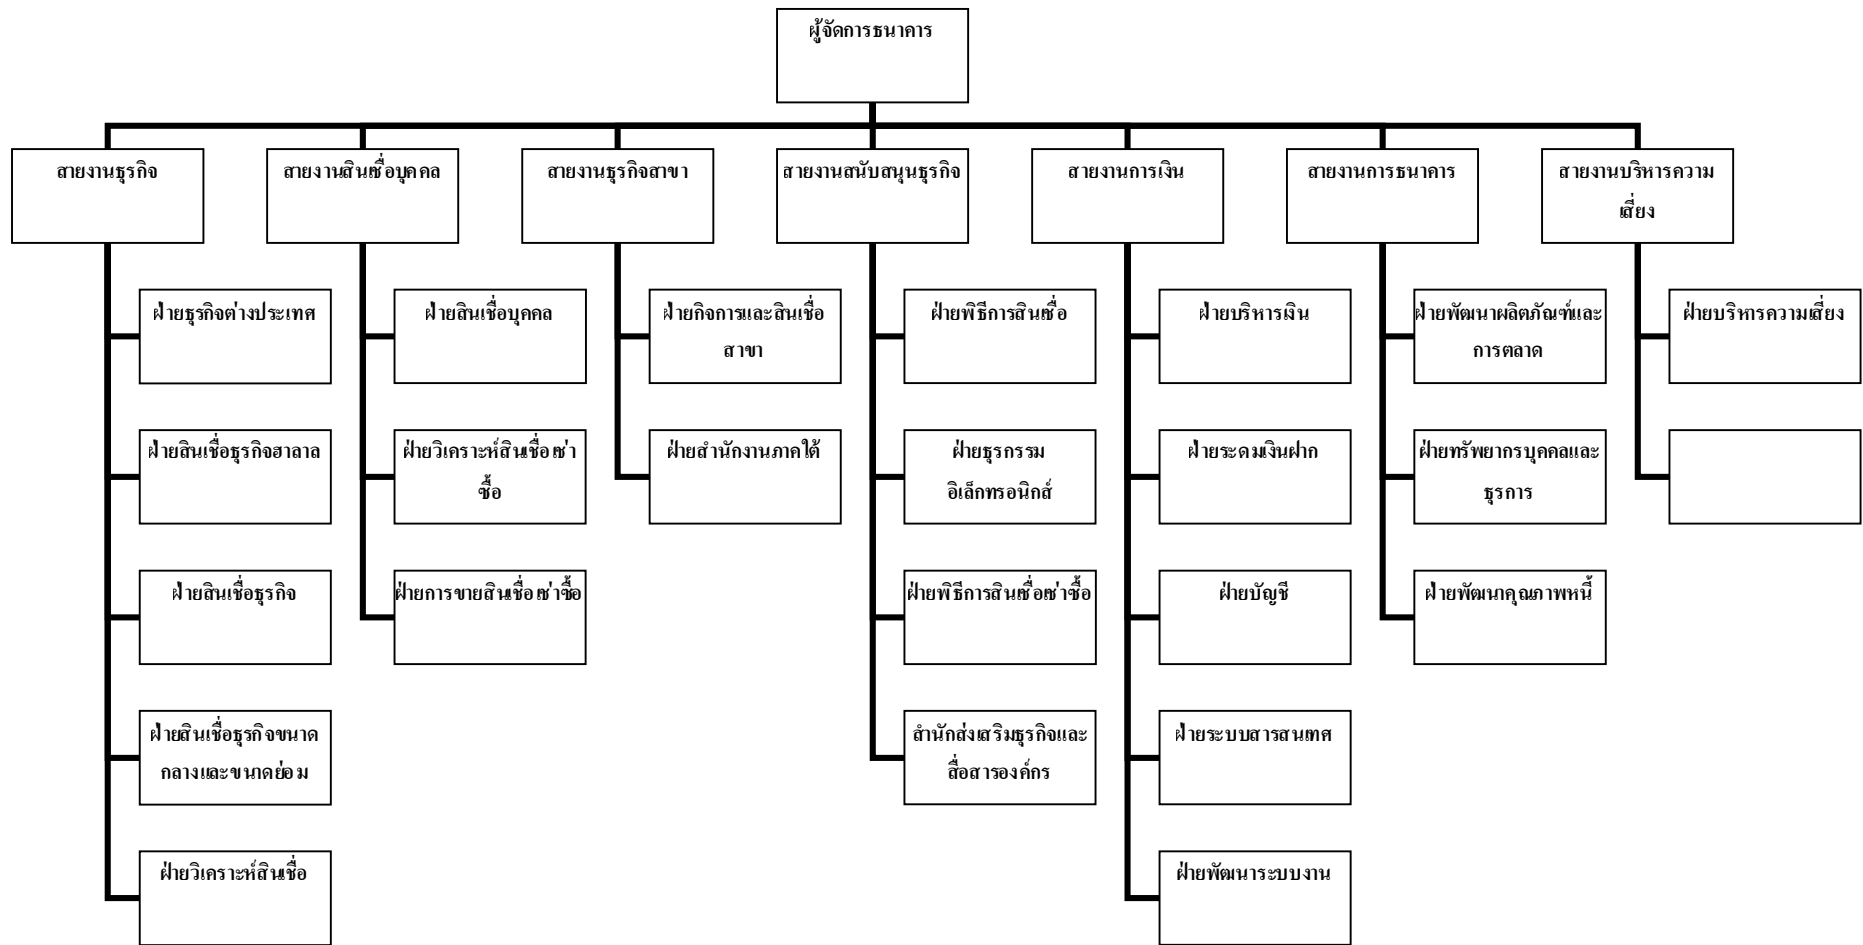 ผู้จัดการธนาคาร
สายงานธุรกิจ
สายงานสินเชื่อบุคคล
สายงานธุรกิจสาขา
สายงานสนับสนุนธุรกิจ
สายงานการเงิน
สายงานการธนาคาร
สายงานบริหารความ
เสี่ยง
ฝ่ายธุรกิจต่างประเทศ
ฝ่ายสินเชื่อธุรกิจฮาลาล
ฝ่ายสินเชื่อธุรกิจ
ฝ่ายสินเชื่อธุรกิจขนาด
กลางและขนาดย่อม
ฝ่ายวิเคราะห์สินเชื่อ
ฝ่ายสินเชื่อบุคคล
ฝ่ายวิเคราะห์สินเชื่อเช่า
ซื้อ
ฝ่ายการขายสินเชื่อเช่าซื้อ
ฝ่ายกิจการและสินเชื่อ
สาขา
ฝ่ายสำนักงานภาคใต้
ฝ่ายพิธีการสินเชื่อ
ฝ่ายธุรกรรม
อิเล็กทรอนิกส์
ฝ่ายพิธีการสินเชื่อเช่าซื้อ
สำนักส่งเสริมธุรกิจและ
สื่อสารองค์กร
ฝ่ายบริหารเงิน
ฝ่ายระดมเงินฝาก
ฝ่ายบัญชี
ฝ่ายระบบสารสนเทศ
ฝ่ายพัฒนาระบบงาน
ฝ่ายพัฒนาผลิตภัณฑ์และ
การตลาด
ฝ่ายทรัพยากรบุคคลและ
ธุรการ
ฝ่ายพัฒนาคุณภาพหนี้
ฝ่ายบริหารความเสี่ยง